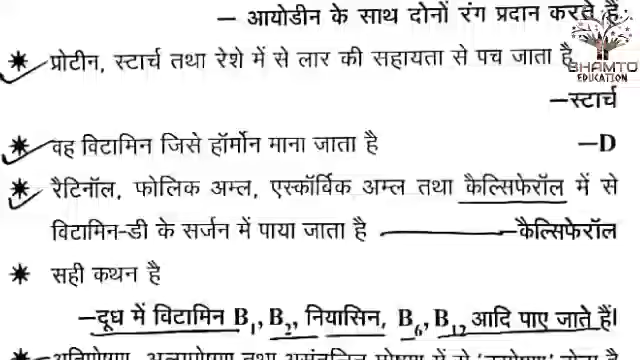 – आयोडीन के साथ दोनों रंग प्रदान करते हैं
BHAMTO
EDUCATION
✷ प्रोटीन, स्टार्च तथा रेशे में से लार की सहायता से पच जाता है
–स्टार्च
✷ वह विटामिन जिसे हॉर्मोन माना जाता है –D
✷ रैटिनॉल, फोलिक अम्ल, एस्कॉर्विक अम्ल तथा कैल्सिफेरॉल में से
विटामिन-डी के सर्जन में पाया जाता है –कैल्सिफेरॉल
✷ सही कथन है
–दूध में विटामिन B1, B2, नियासिन, B6, B12 आदि पाए जाते हैं।